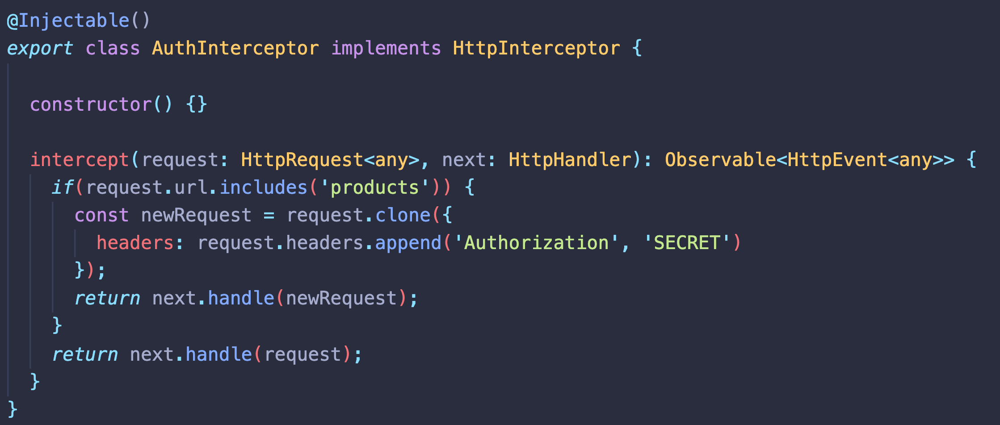 @Injectable()
export class AuthInterceptor implements HttpInterceptor {
constructor() {}
intercept(request: HttpRequest<any>, next: HttpHandler): Observable<HttpEvent<any>> {
if(request.url.includes('products')) {
const newRequest = request.clone({
headers: request.headers.append('Authorization', 'SECRET')
});
return next.handle(newRequest);
}
return next.handle(request);
}
}